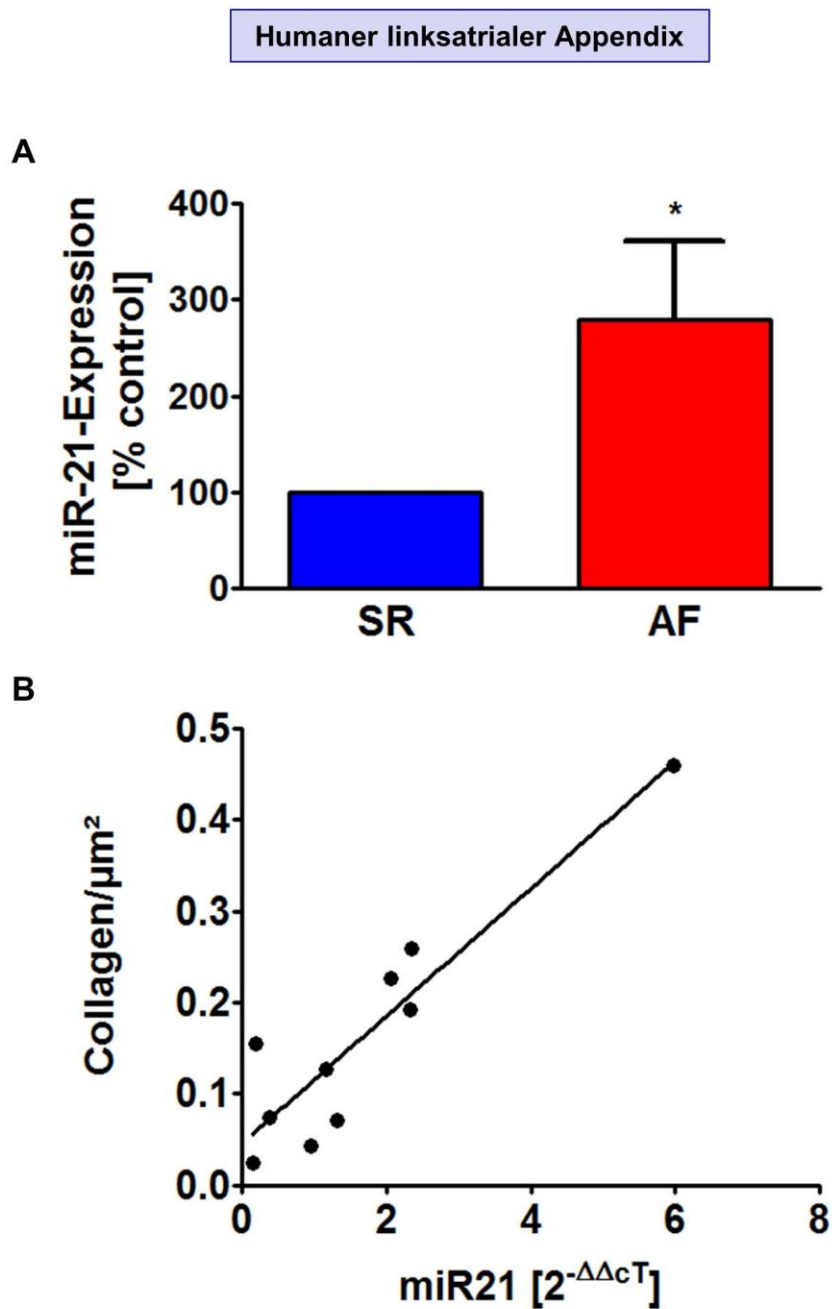 Humaner linksatrialer Appendix
A
miR-21-Expression
[% control]
400
300
200
100
0
*
SR
AF
B
Collagen/µm²
0.5
0.4
0.3
0.2
0.1
0.0
0
2
4
6
8
miR21 [2^-ΔΔcT]